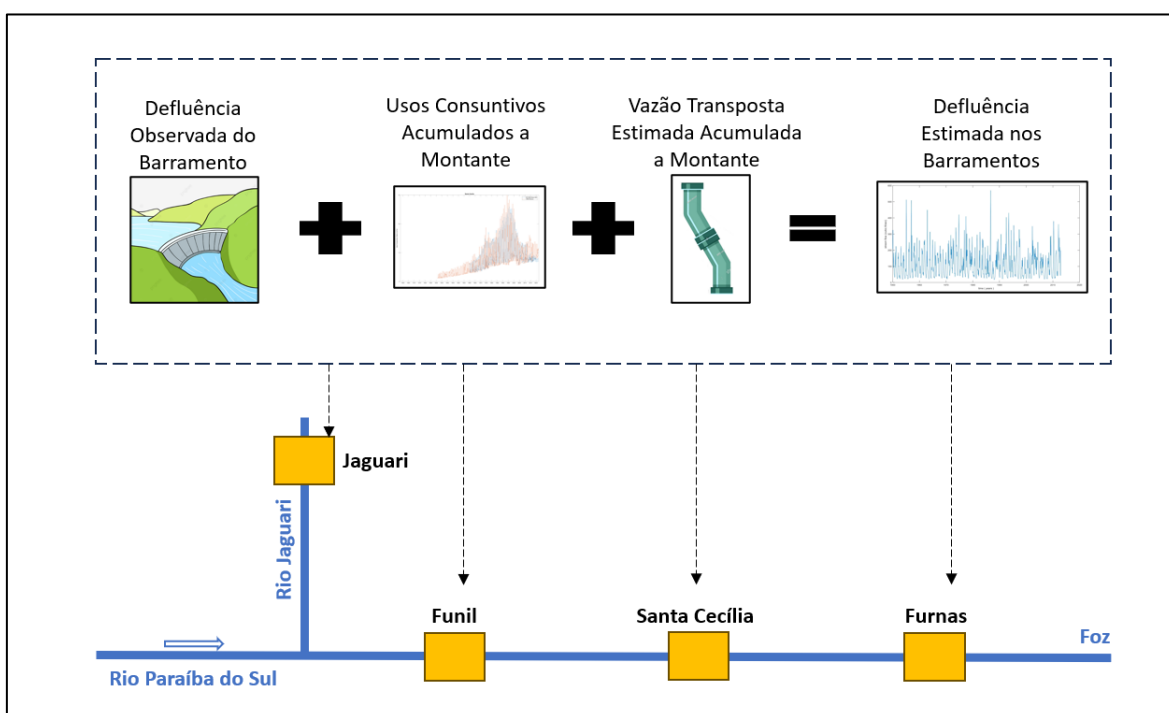 Defluência
Observada do
Barramento
Usos Consuntivos
Acumulados a
Montante
Vazão Transposta
Estimada Acumulada
a Montante
Defluência
Estimada nos
Barramentos
Jaguari
Rio Jaguari
Funil
Santa Cecília
Furnas
Foz
Rio Paraíba do Sul